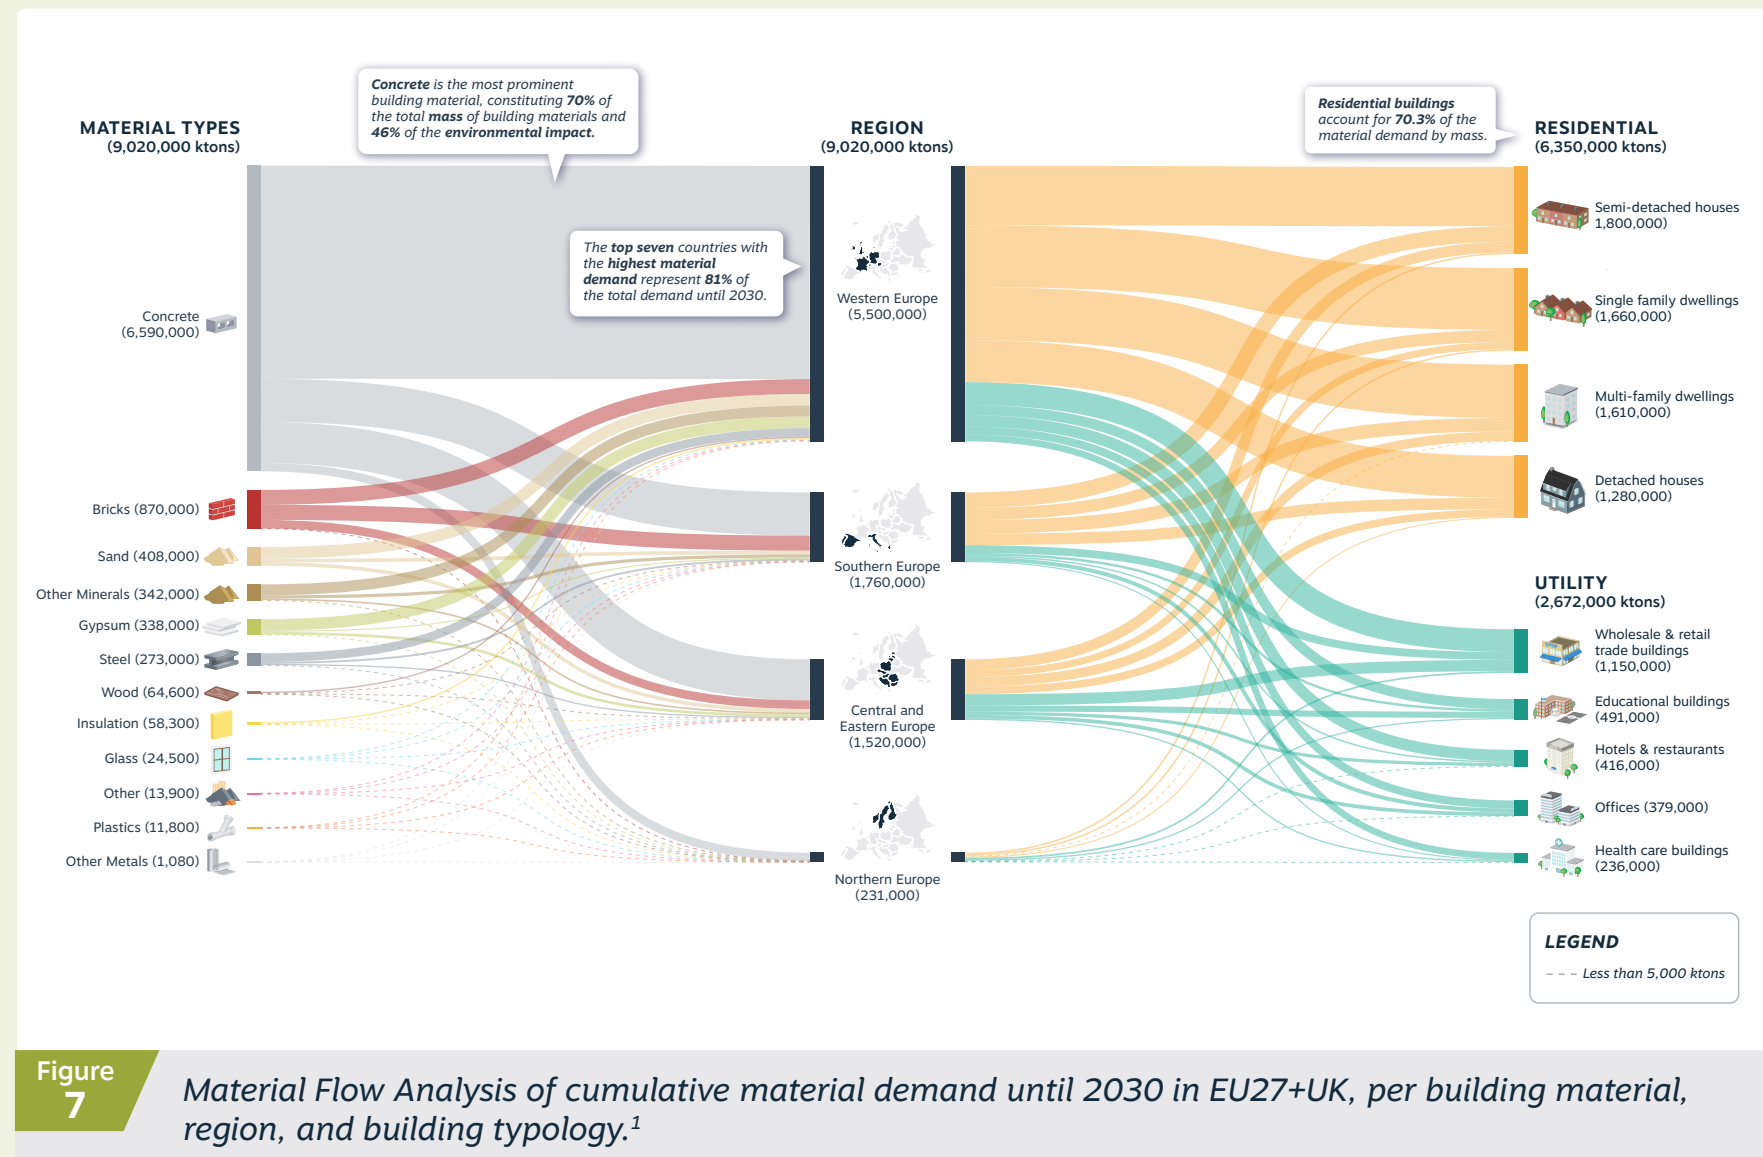 Concrete is the most prominent
building material, constituting 70% of
the total mass of building materials and
46% of the environmental impact.
MATERIAL TYPES
(9,020,000 ktons)
REGION
(9,020,000 ktons)
Residential buildings
account for 70.3% of the
material demand by mass.
RESIDENTIAL
(6,350,000 ktons)
The top seven countries with
the highest material
demand represent 81% of
the total demand until 2030.
Concrete
(6,590,000)
Bricks (870,000)
Sand (408,000)
Other Minerals (342,000)
Gypsum (338,000)
Steel (273,000)
Wood (64,600)
Insulation (58,300)
Glass (24,500)
Other (13,900)
Plastics (11,800)
Other Metals (1,080)
Western Europe
(5,500,000)
Southern Europe
(1,760,000)
Central and
Eastern Europe
(1,520,000)
Northern Europe
(231,000)
Semi-detached houses
1,800,000)
Single family dwellings
(1,660,000)
Multi-family dwellings
(1,610,000)
Detached houses
(1,280,000)
UTILITY
(2,672,000 ktons)
Wholesale & retail
trade buildings
(1,150,000)
Educational buildings
(491,000)
Hotels & restaurants
(416,000)
Offices (379,000)
Health care buildings
(236,000)
LEGEND
Less than 5,000 ktons
Figure
7
Material Flow Analysis of cumulative material demand until 2030 in EU27+UK, per building material,
region, and building typology.1